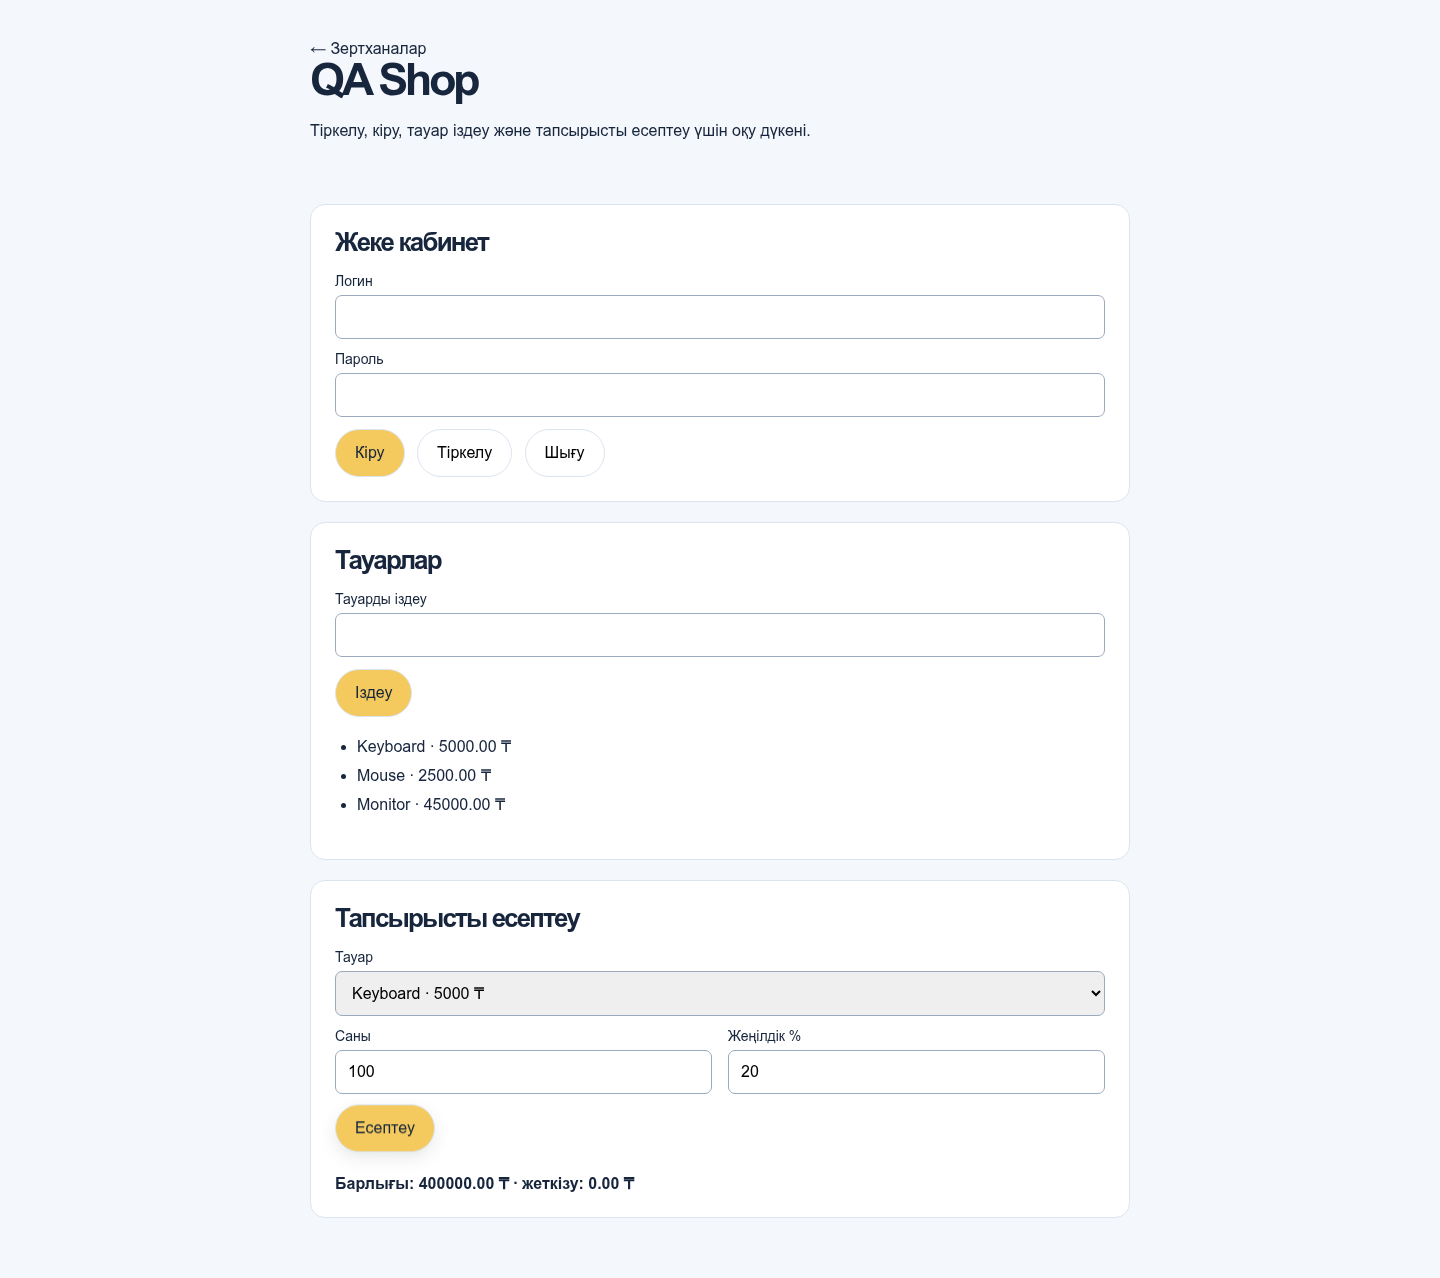 ← Зертханалар
QA Shop
Тіркелу, кіру, тауар іздеу және тапсырысты есептеу үшін оқу дүкені.
Жеке кабинет
Логин
Пароль
Кіру Тіркелу Шығу
Тауарлар
Тауарды іздеу
Іздеу
• Keyboard · 5000.00 ₸
• Mouse · 2500.00 ₸
• Monitor · 45000.00 ₸
Тапсырысты есептеу
Тауар
Keyboard · 5000 ₸
Саны Жеңілдік %
100 20
Есептеу
Барлығы: 400000.00 ₸ · жеткізу: 0.00 ₸